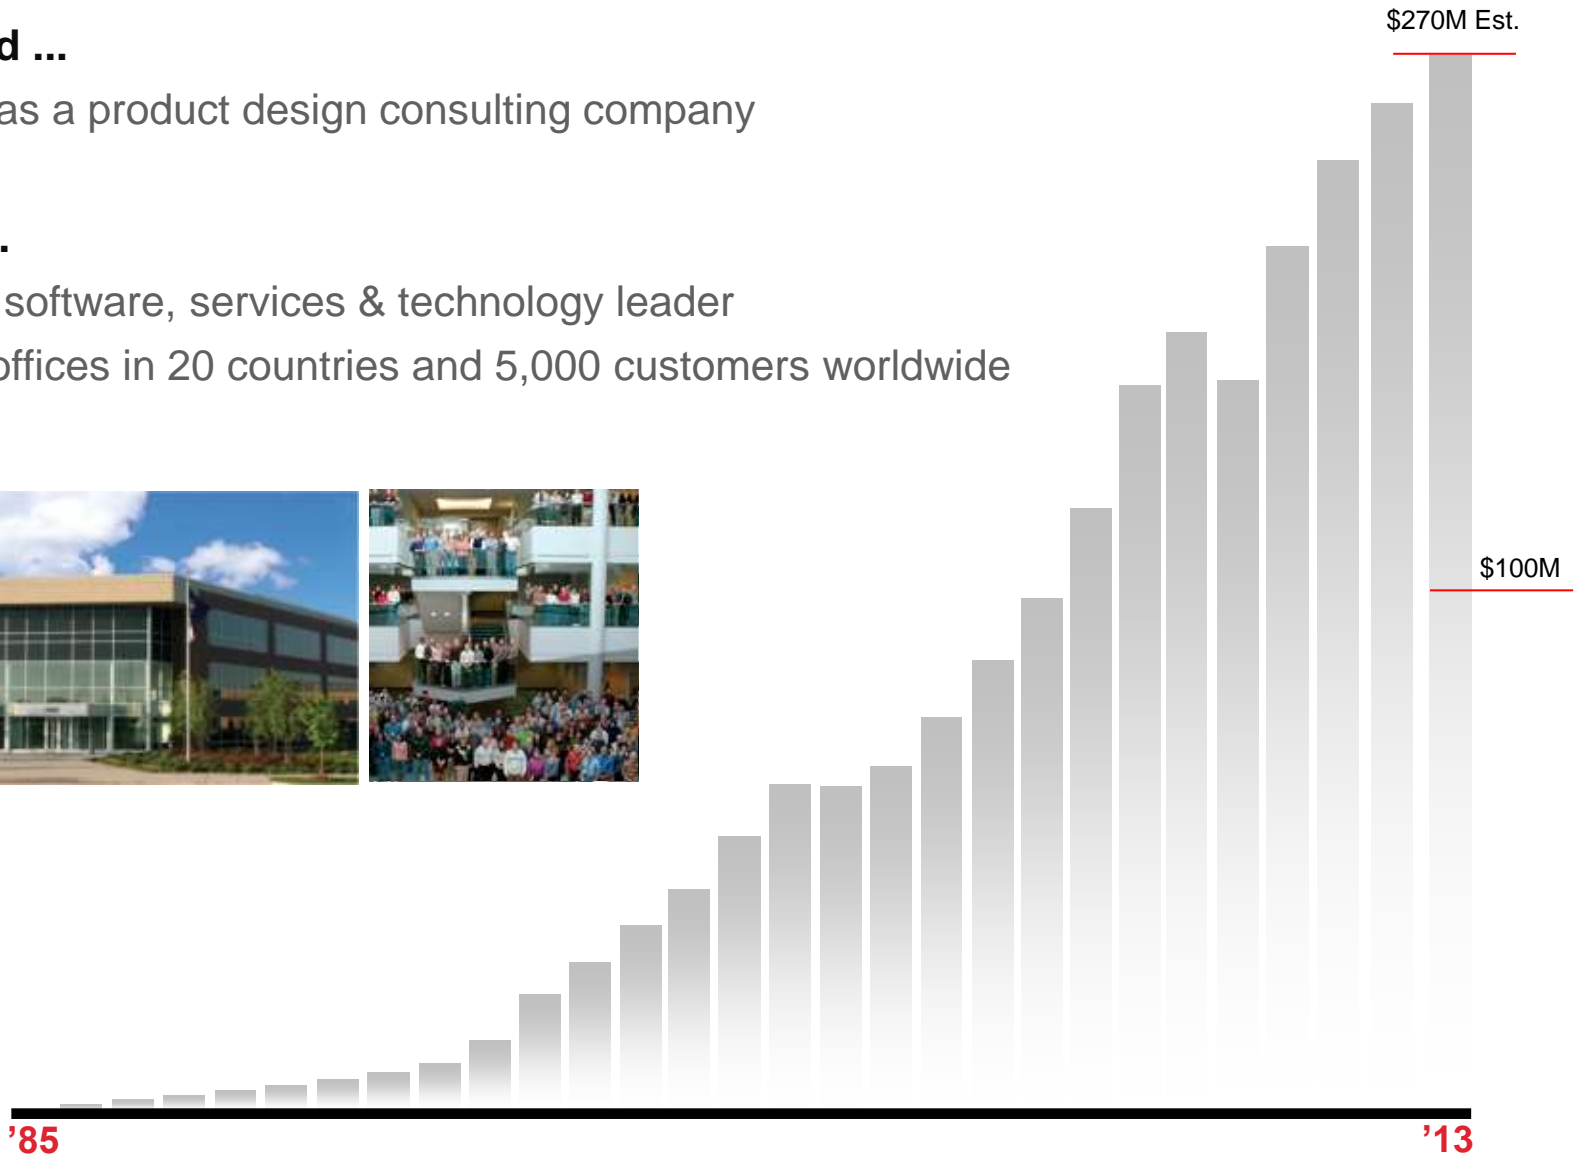 $270M Est.
d ...
as a product design consulting company
.
software, services & technology leader
offices in 20 countries and 5,000 customers worldwide
$100M
’85
’13